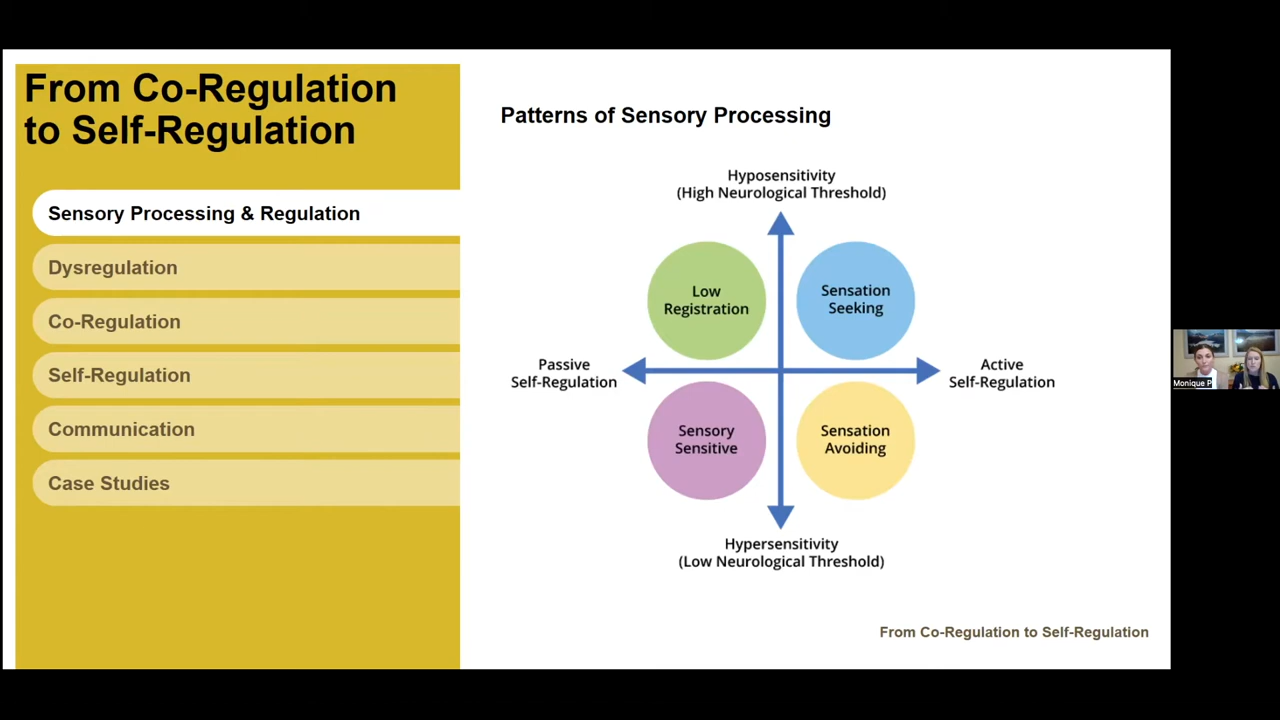 From Co-Regulation
to Self-Regulation
Sensory Processing & Regulation
Dysregulation
Co-Regulation
Self-Regulation
Communication
Case Studies
Patterns of Sensory Processing
Hyposensitivity
(High Neurological Threshold)
Low
Registration
Sensation
Seeking
Passive
Self-Regulation
Active
Self-Regulation
Sensory
Sensitive
Sensation
Avoiding
Hypersensitivity
(Low Neurological Threshold)
From Co-Regulation to Self-Regulation
Monique P